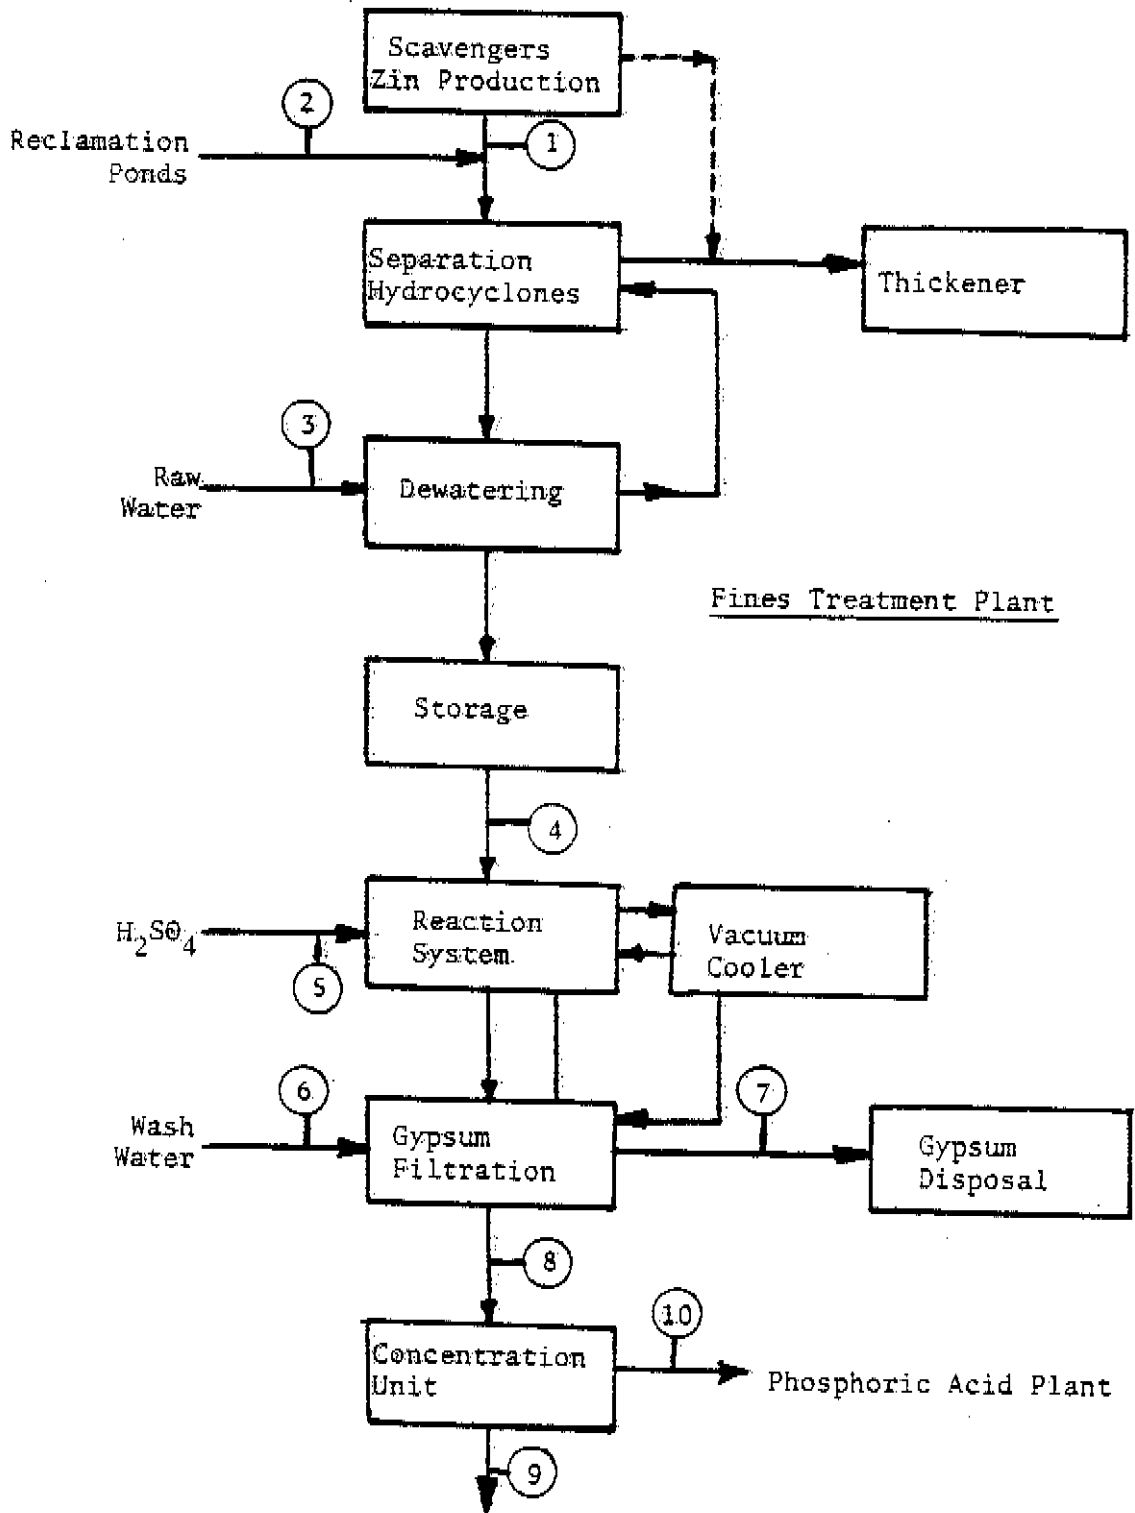 Scavengers
Zin Production
2
Reclamation
Ponds
1
Separation
Hydrocyclones
Thickener
3
Raw
Water
Dewatering
Fines Treatment Plant
Storage
4
H2SO4
Reaction
System
Vacuum
Cooler
5
6
7
Wash
Water
Gypsum
Filtration
Gypsum
Disposal
8
10
Concentration
Unit
Phosphoric Acid Plant
9